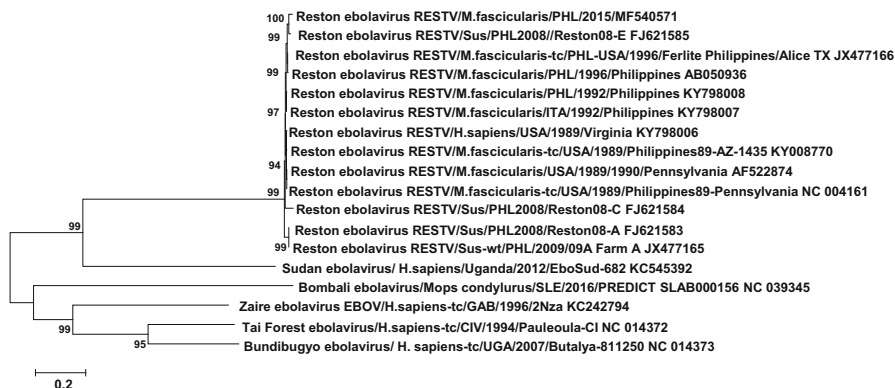 100
Reston ebolavirus RESTV/M.fascicularis/PHL/2015/MF540571
99
Reston ebolavirus RESTV/Sus/PHL2008//Reston08-E FJ621585
Reston ebolavirus RESTV/M.fascicularis-tc/PHL-USA/1996/Ferlite Philippines/Alice TX JX477166
99
Reston ebolavirus RESTV/M.fascicularis/PHL/1996/Philippines AB050936
Reston ebolavirus RESTV/M.fascicularis/PHL/1992/Philippines KY798008
97
Reston ebolavirus RESTV/M.fascicularis/ITA/1992/Philippines KY798007
Reston ebolavirus RESTV/H.sapiens/USA/1989/Virginia KY798006
Reston ebolavirus RESTV/M.fascicularis-tc/USA/1989/Philippines89-AZ-1435 KY008770
94
Reston ebolavirus RESTV/M.fascicularis/USA/1989/1990/Pennsylvania AF522874
99
Reston ebolavirus RESTV/M.fascicularis-tc/USA/1989/Philippines89-Pennsylvania NC 004161
Reston ebolavirus RESTV/Sus/PHL2008/Reston08-C FJ621584
99
Reston ebolavirus RESTV/Sus/PHL2008/Reston08-A FJ621583
99
Reston ebolavirus RESTV/Sus-wt/PHL/2009/09A Farm A JX477165
Sudan ebolavirus/ H.sapiens/Uganda/2012/EboSud-682 KC545392
Bombali ebolavirus/Mops condylurus/SLE/2016/PREDICT SLAB000156 NC 039345
Zaire ebolavirus EBOV/H.sapiens-tc/GAB/1996/2Nza KC242794
99
Tai Forest ebolavirus/H.sapiens-tc/CIV/1994/Pauleoula-CI NC 014372
95
Bundibugyo ebolavirus/ H. sapiens-tc/UGA/2007/Butalya-811250 NC 014373
0.2